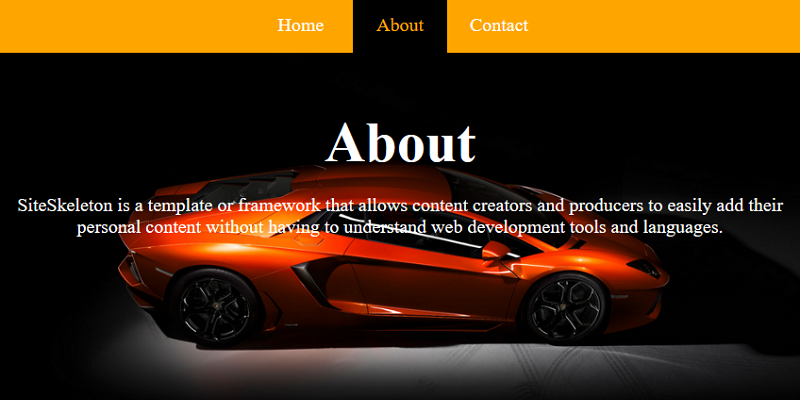 Home About Contact
About
SiteSkeleton is a template or framework that allows content creators and producers to easily add their
personal content without having to understand web development tools and languages.